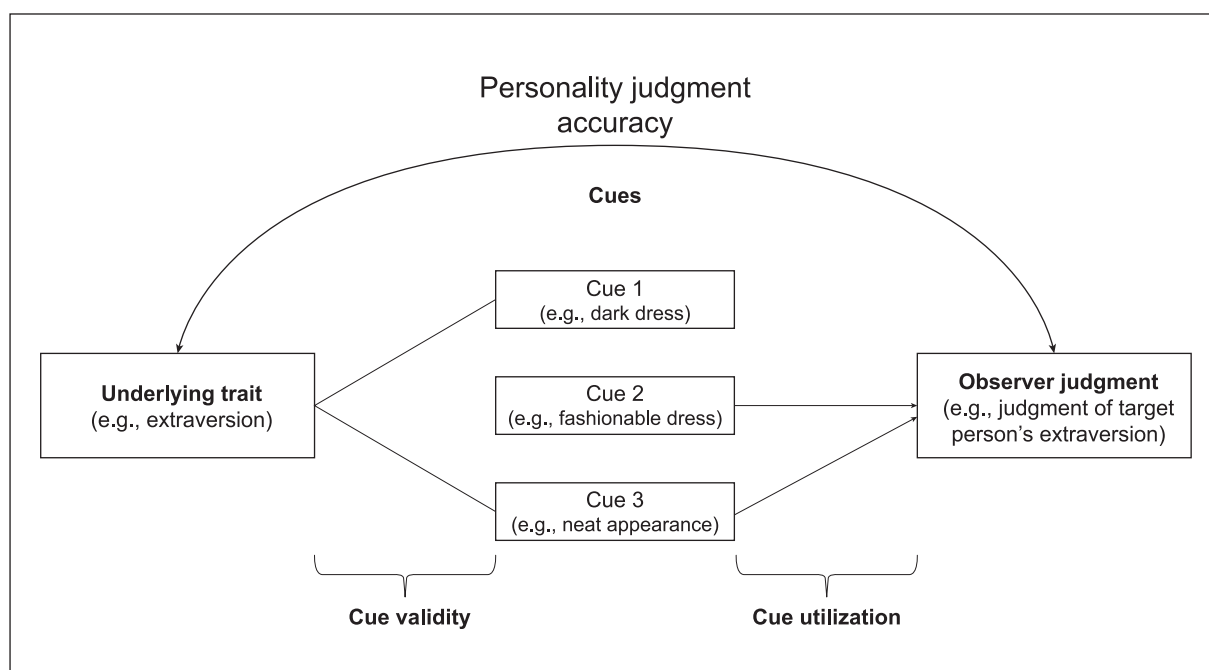 Personality judgment
accuracy
Cues
Cue 1
(e.g., dark dress)
Underlying trait
(e.g., extraversion)
Cue 2
(e.g., fashionable dress)
Observer judgment
(e.g., judgment of target
person's extraversion)
Cue 3
(e.g., neat appearance)
Cue validity
Cue utilization